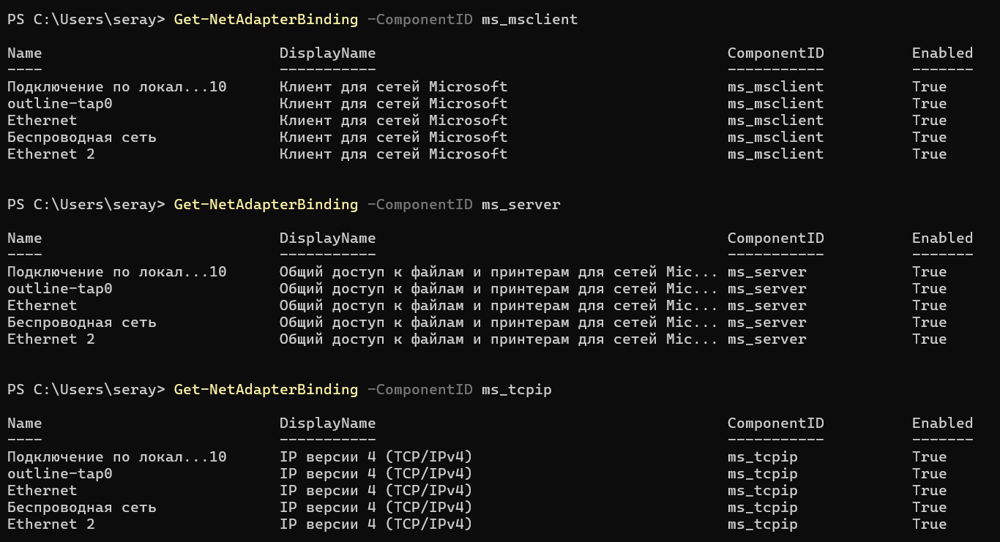 PS C:\Users\seray> Get-NetAdapterBinding -ComponentID ms_msclient
Name DisplayName ComponentID Enabled
---- ----------- ----------- -------
Подключение по локал...10 Клиент для сетей Microsoft ms_msclient True
outline-tap0 Клиент для сетей Microsoft ms_msclient True
Ethernet Клиент для сетей Microsoft ms_msclient True
Беспроводная сеть Клиент для сетей Microsoft ms_msclient True
Ethernet 2 Клиент для сетей Microsoft ms_msclient True
PS C:\Users\seray> Get-NetAdapterBinding -ComponentID ms_server
Name DisplayName ComponentID Enabled
---- ----------- ----------- -------
Подключение по локал...10 Общий доступ к файлам и принтерам для сетей Mic... ms_server True
outline-tap0 Общий доступ к файлам и принтерам для сетей Mic... ms_server True
Ethernet Общий доступ к файлам и принтерам для сетей Mic... ms_server True
Беспроводная сеть Общий доступ к файлам и принтерам для сетей Mic... ms_server True
Ethernet 2 Общий доступ к файлам и принтерам для сетей Mic... ms_server True
PS C:\Users\seray> Get-NetAdapterBinding -ComponentID ms_tcpip
Name DisplayName ComponentID Enabled
---- ----------- ----------- -------
Подключение по локал...10 IP версии 4 (TCP/IPv4) ms_tcpip True
outline-tap0 IP версии 4 (TCP/IPv4) ms_tcpip True
Ethernet IP версии 4 (TCP/IPv4) ms_tcpip True
Беспроводная сеть IP версии 4 (TCP/IPv4) ms_tcpip True
Ethernet 2 IP версии 4 (TCP/IPv4) ms_tcpip True